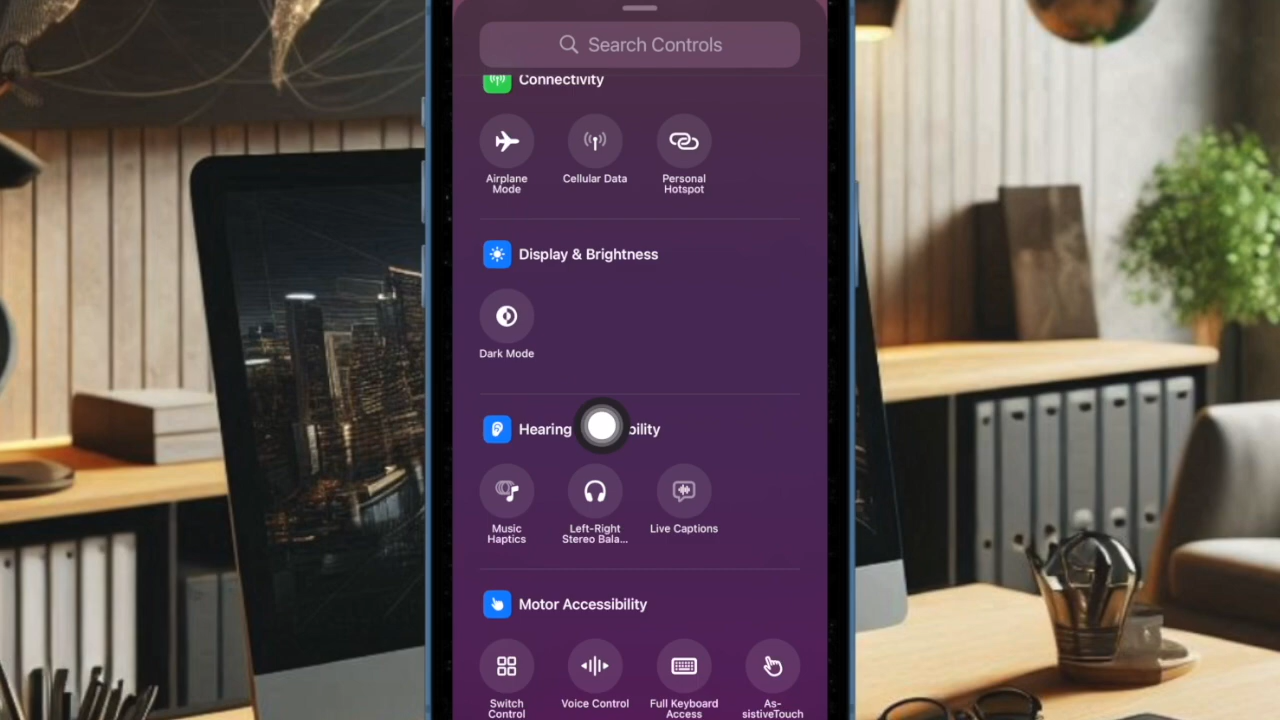 Search Controls
Connectivity
Airplane
Mode
Cellular Data
Personal
Hotspot
Display & Brightness
Dark Mode
Hearing bility
Music
Haptics
Left-Right
Stereo Bala...
Live Captions
Motor Accessibility
Switch
Control
Voice Control
Full Keyboard
Access
As-
sistiveTouch